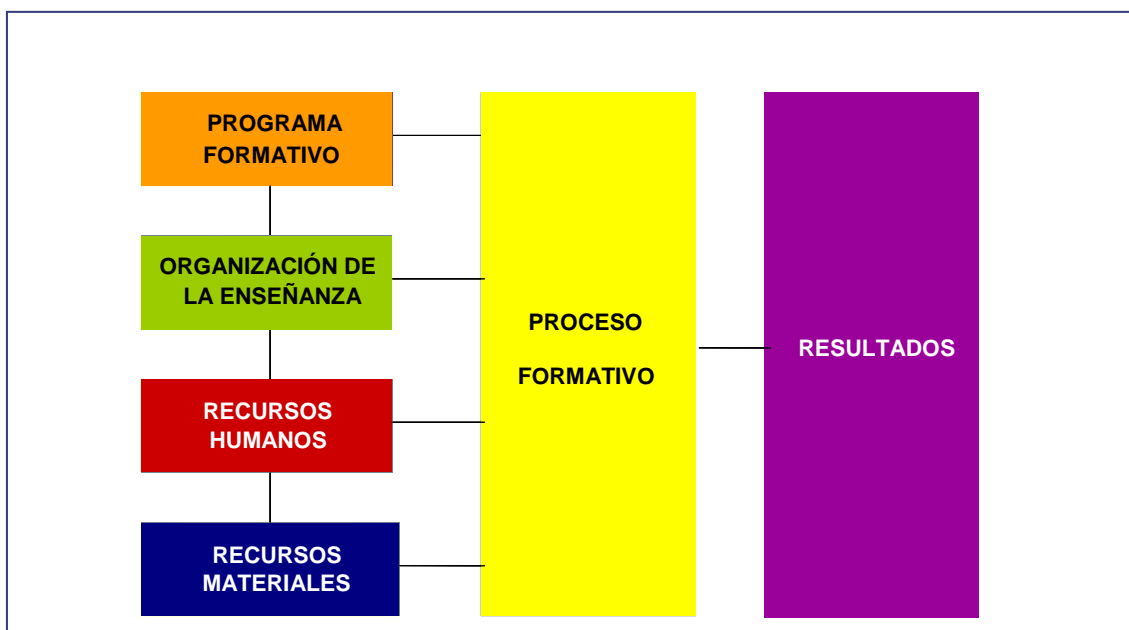 PROGRAMA
FORMATIVO
ORGANIZACIÓN DE
LA ENSEÑANZA
RECURSOS
HUMANOS
RECURSOS
MATERIALES
PROCESO
FORMATIVO
RESULTADOS